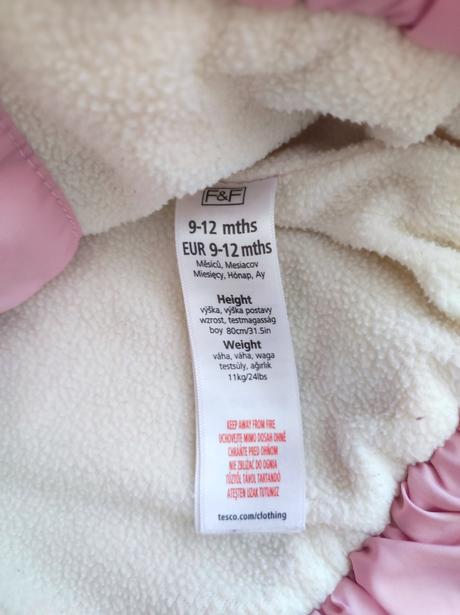 F&F
9-12 mths
EUR 9-12 mths
Měsíců, Mesiacov
Miesięcy, Hónap, Ay
Height
výška, výška postavy
wzrost, testmagasság
boy 80cm/31.5in
Weight
váha, váha, waga
testsúly, ağırlık
11kg/24lbs
KEEP AWAY FROM FIRE
UCHOVEJTE MIMO DOSAH OHNĚ
CHRÁŇTE PRED OHŇOM
NIE ZBLIŻAĆ DO OGNIA
TŰZTŐL TÁVOL TARTANDÓ
ATEŞTEN UZAK TUTUNUZ
tesco.com/clothing